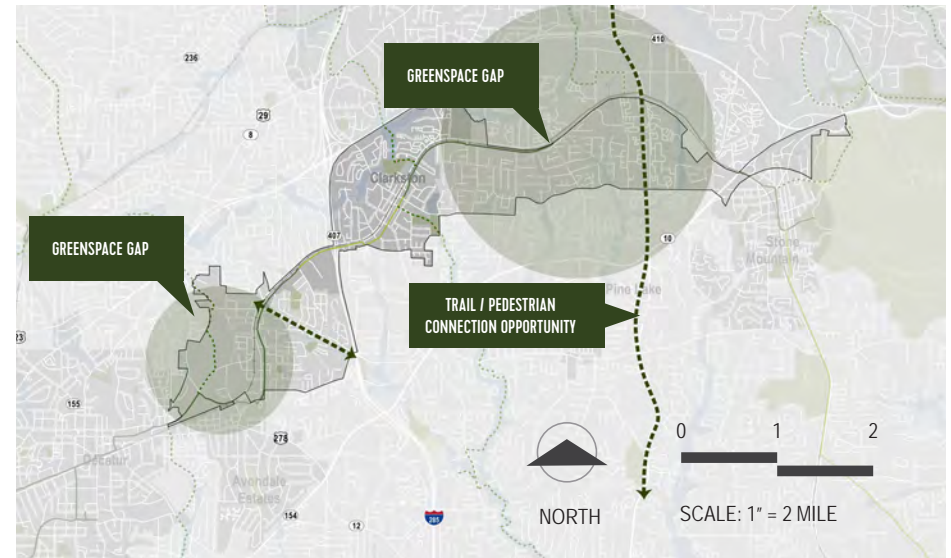 236
410
GREENSPACE GAP
29
8
Clarkston
407
GREENSPACE GAP
10
Stone
Mountain
Pine Lake
TRAIL / PEDESTRIAN
CONNECTION OPPORTUNITY
23
155
278
Decatur
Avondale
Estates
154
12
285
0 1 2
NORTH
SCALE: 1" = 2 MILE